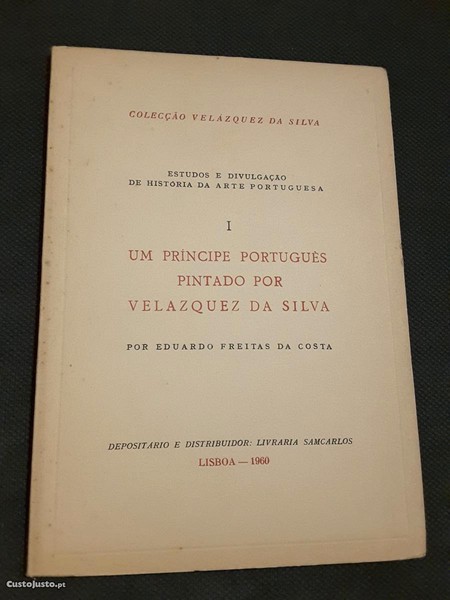 COLECÇÃO VELÁZQUEZ DA SILVA
ESTUDOS E DIVULGAÇÃO
DE HISTÓRIA DA ARTE PORTUGUESA
I
UM PRÍNCIPE PORTUGUÊS
PINTADO POR
VELAZQUEZ DA SILVA
POR EDUARDO FREITAS DA COSTA
DEPOSITÁRIO E DISTRIBUIDOR: LIVRARIA SAMCARLOS
LISBOA — 1960
CustoJusto.pt